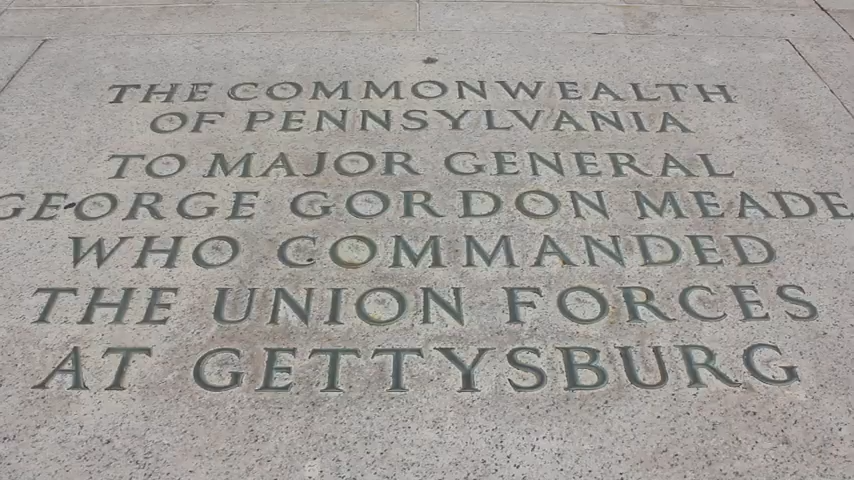 THE COMMONWEALTH
OF PENNSYLVANIA
TO MAJOR GENERAL
GEORGE GORDON MEADE
WHO COMMANDED
THE UNION FORCES
AT GETTYSBURG